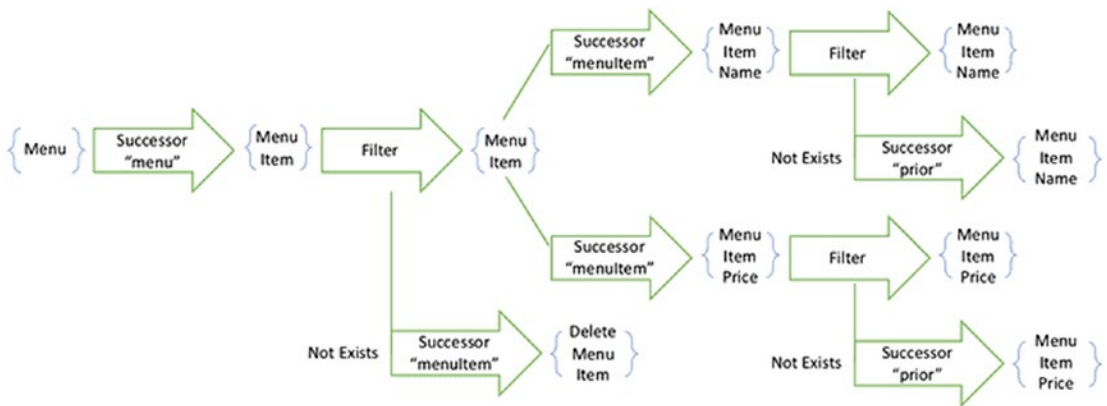 Menu
Successor
"menu"
Menu
Item
Filter
Menu
Item
Successor
"menuItem"
Menu
Item
Name
Filter
Menu
Item
Name
Not Exists
Successor
"prior"
Menu
Item
Name
Successor
"menuItem"
Menu
Item
Price
Filter
Menu
Item
Price
Not Exists
Successor
"prior"
Menu
Item
Price
Not Exists
Successor
"menuItem"
Delete
Menu
Item